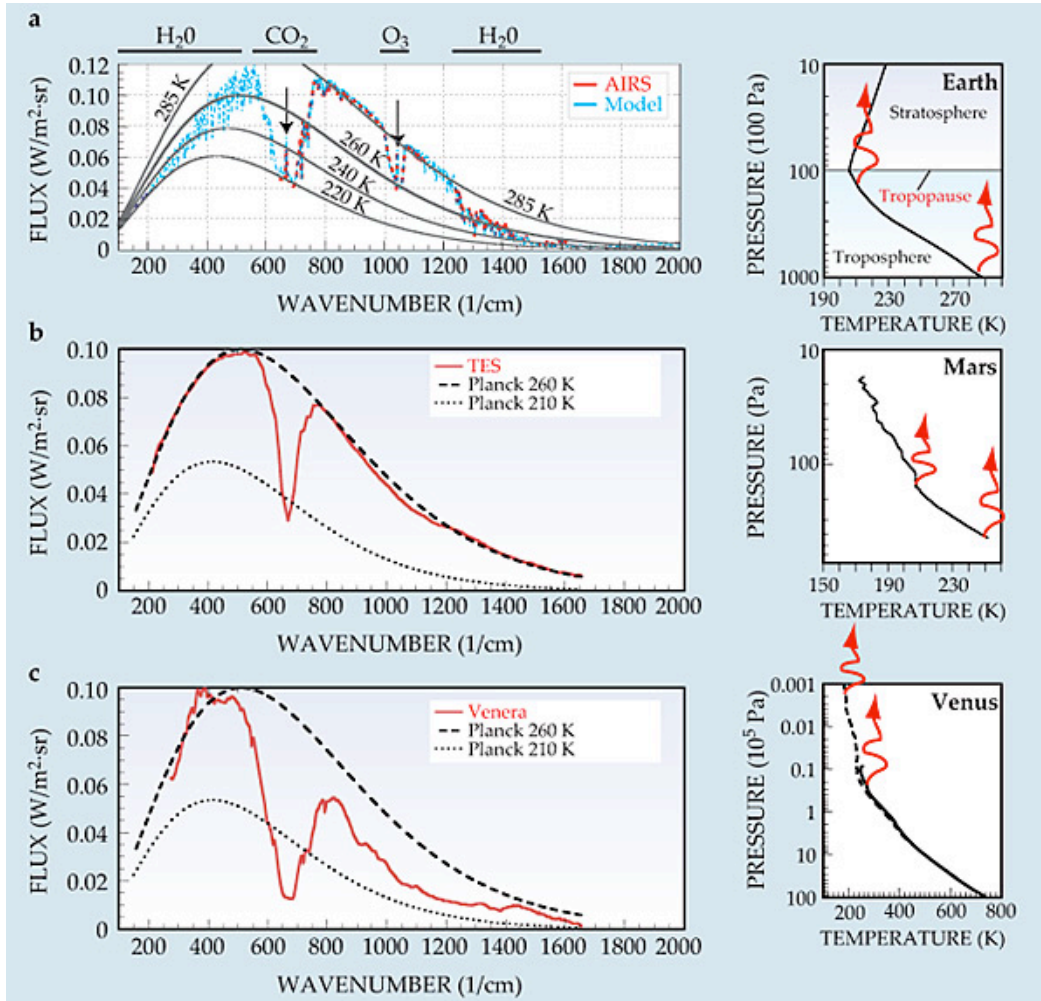 a
H₂0 CO₂ O₃ H₂0
0.12
0.10
0.08
0.06
0.04
0.02
0
FLUX (W/m²·sr)
285 K
260 K
240 K
220 K
285 K
AIRS
Model
200 400 600 800 1000 1200 1400 1600 1800 2000
WAVENUMBER (1/cm)
10
100
1000
PRESSURE (100 Pa)
Earth
Stratosphere
Tropopause
Troposphere
190 230 270
TEMPERATURE (K)
b
0.10
0.08
0.06
0.04
0.02
0
FLUX (W/m²·sr)
TES
Planck 260 K
Planck 210 K
200 400 600 800 1000 1200 1400 1600 1800 2000
WAVENUMBER (1/cm)
10
100
PRESSURE (Pa)
Mars
150 190 230
TEMPERATURE (K)
c
0.10
0.08
0.06
0.04
0.02
0
FLUX (W/m²·sr)
Venera
Planck 260 K
Planck 210 K
200 400 600 800 1000 1200 1400 1600 1800 2000
WAVENUMBER (1/cm)
0.001
0.01
0.1
1
10
100
PRESSURE (10⁵ Pa)
Venus
200 400 600 800
TEMPERATURE (K)